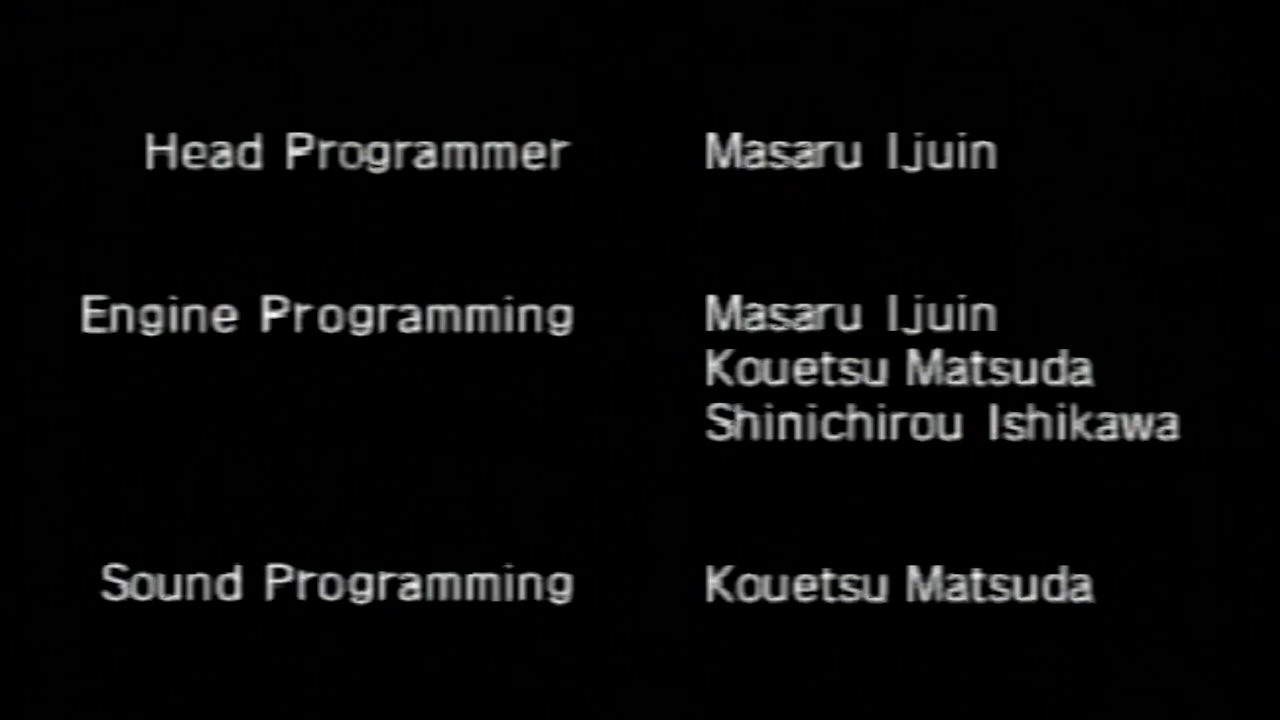 Head Programmer Masaru Ijuin
Engine Programming Masaru Ijuin
Kouetsu Matsuda
Shinichirou Ishikawa
Sound Programming Kouetsu Matsuda